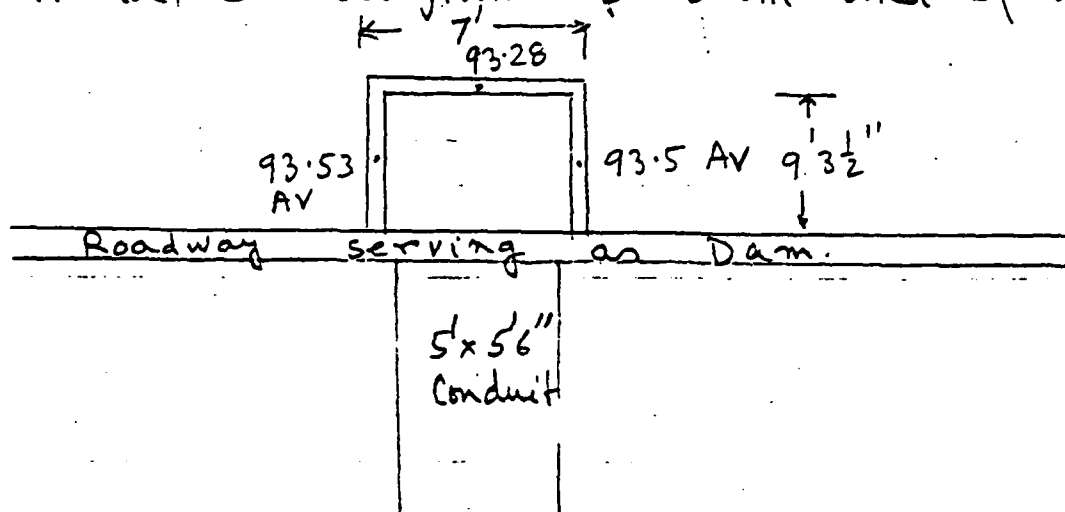 7'
93.28
93.53 AV
93.5 AV
9'3½"
Roadway serving as Dam.
5'x5'6"
Conduit